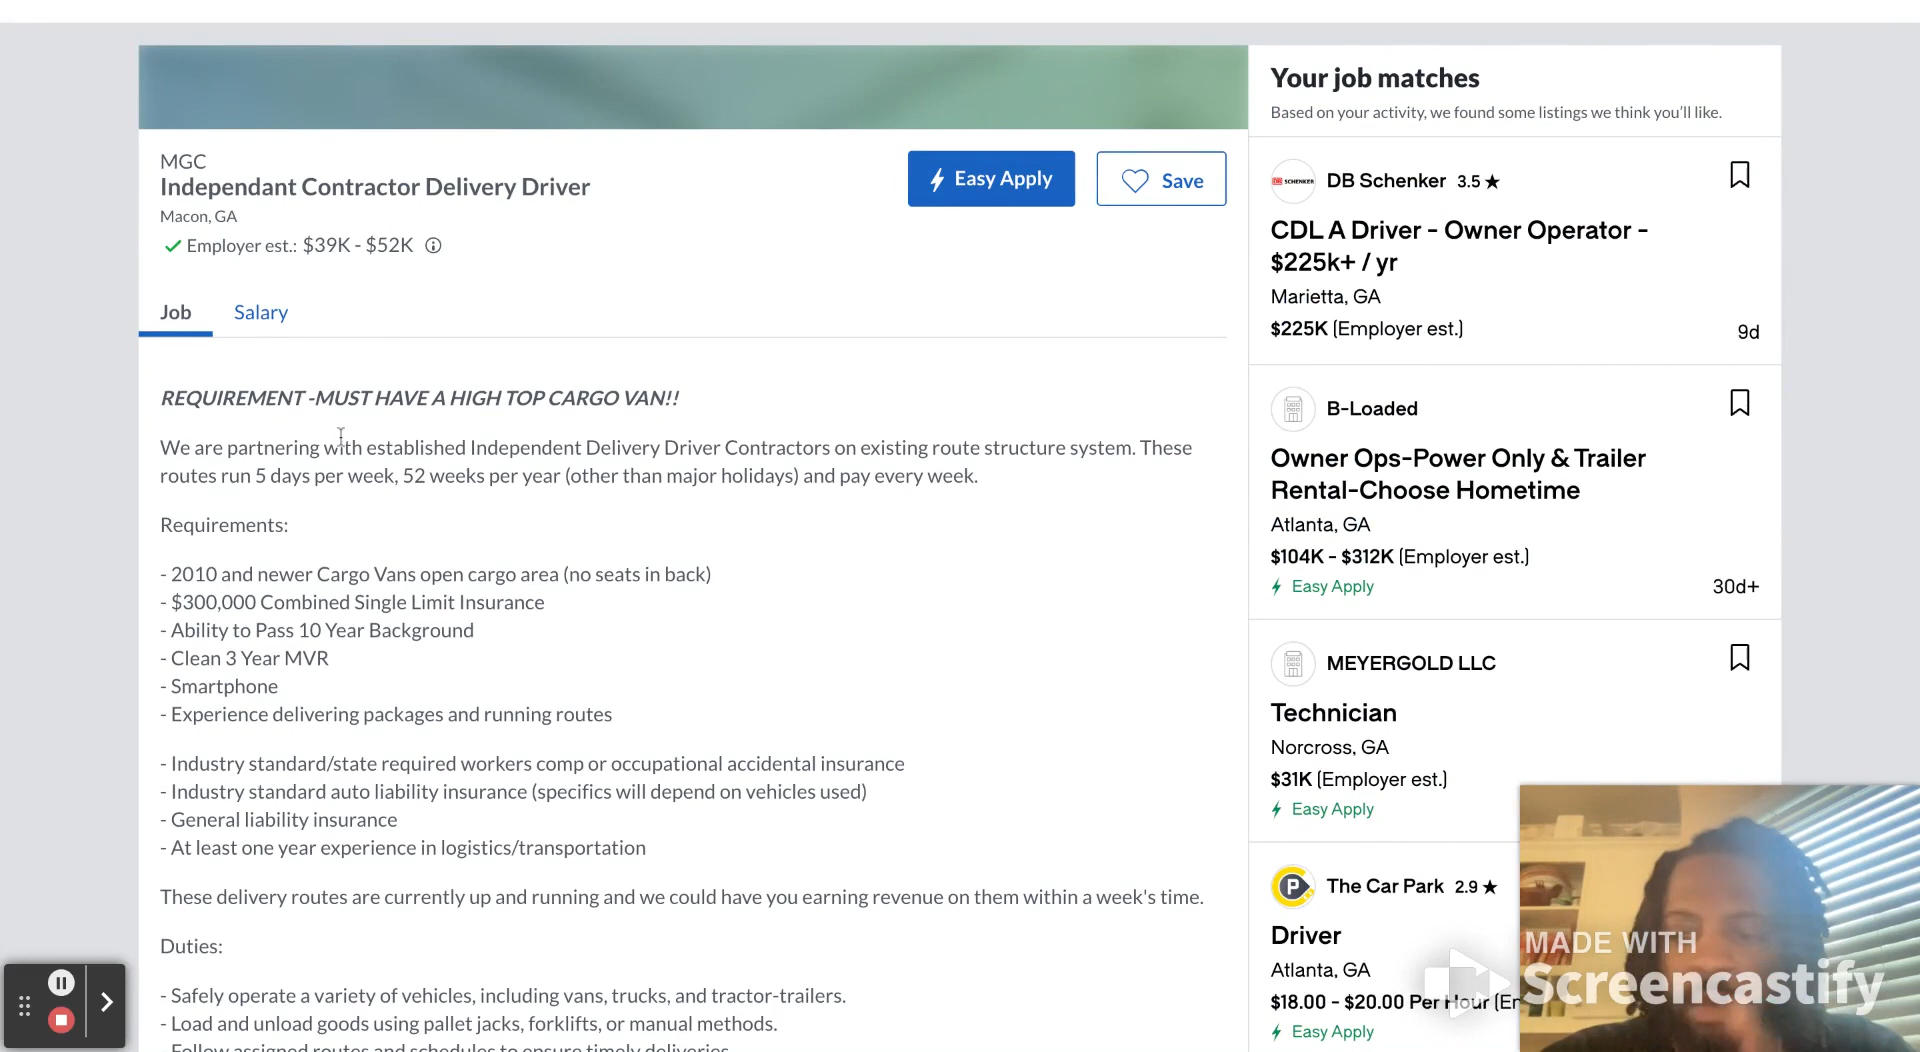 MGC
Independant Contractor Delivery Driver
Macon, GA
Employer est.: $39K - $52K
Easy Apply
Save
Job
Salary
REQUIREMENT -MUST HAVE A HIGH TOP CARGO VAN!!
We are partnering with established Independent Delivery Driver Contractors on existing route structure system. These
routes run 5 days per week, 52 weeks per year (other than major holidays) and pay every week.
Requirements:
- 2010 and newer Cargo Vans open cargo area (no seats in back)
- $300,000 Combined Single Limit Insurance
- Ability to Pass 10 Year Background
- Clean 3 Year MVR
- Smartphone
- Experience delivering packages and running routes
- Industry standard/state required workers comp or occupational accidental insurance
- Industry standard auto liability insurance (specifics will depend on vehicles used)
- General liability insurance
- At least one year experience in logistics/transportation
These delivery routes are currently up and running and we could have you earning revenue on them within a week's time.
Duties:
- Safely operate a variety of vehicles, including vans, trucks, and tractor-trailers.
- Load and unload goods using pallet jacks, forklifts, or manual methods.
- Follow assigned routes and schedules to ensure timely deliveries.
Your job matches
Based on your activity, we found some listings we think you'll like.
DB SCHENKER
DB Schenker 3.5 ★
CDL A Driver - Owner Operator -
$225k+ / yr
Marietta, GA
$225K (Employer est.)
9d
B-Loaded
Owner Ops-Power Only & Trailer
Rental-Choose Hometime
Atlanta, GA
$104K - $312K (Employer est.)
Easy Apply
30d+
MEYERGOLD LLC
Technician
Norcross, GA
$31K (Employer est.)
Easy Apply
P
The Car Park 2.9 ★
Driver
Atlanta, GA
$18.00 - $20.00 Per Hour (En
Easy Apply
MADE WITH
Screencastify